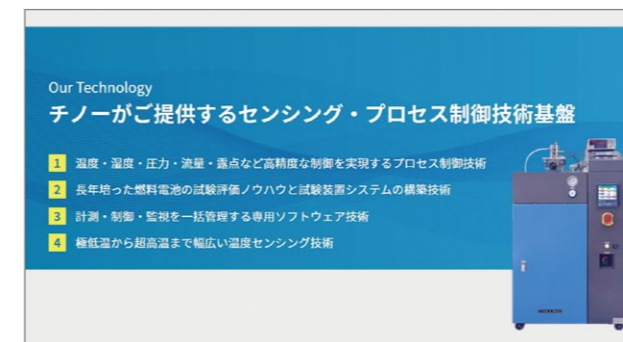 Our Technology
チノーがご提供するセンシング・プロセス制御技術基盤
1 温度・湿度・圧力・流量・露点など高精度な制御を実現するプロセス制御技術
2 長年培った燃料電池の試験評価ノウハウと試験装置システムの構築技術
3 計測・制御・監視を一括管理する専用ソフトウェア技術
4 極低温から超高温まで幅広い温度センシング技術